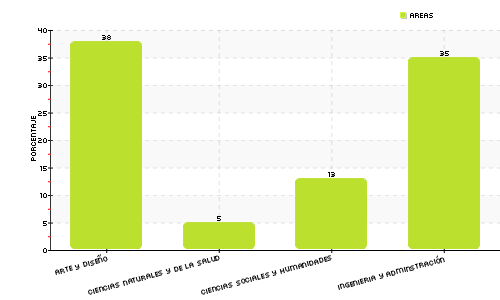 AREAS
40
35
30
25
20
15
10
5
0
PORCENTAJE
38
5
13
35
ARTE Y DISEÑO
CIENCIAS NATURALES Y DE LA SALUD
CIENCIAS SOCIALES Y HUMANIDADES
INGENIERIA Y ADMINSTRACIÓN